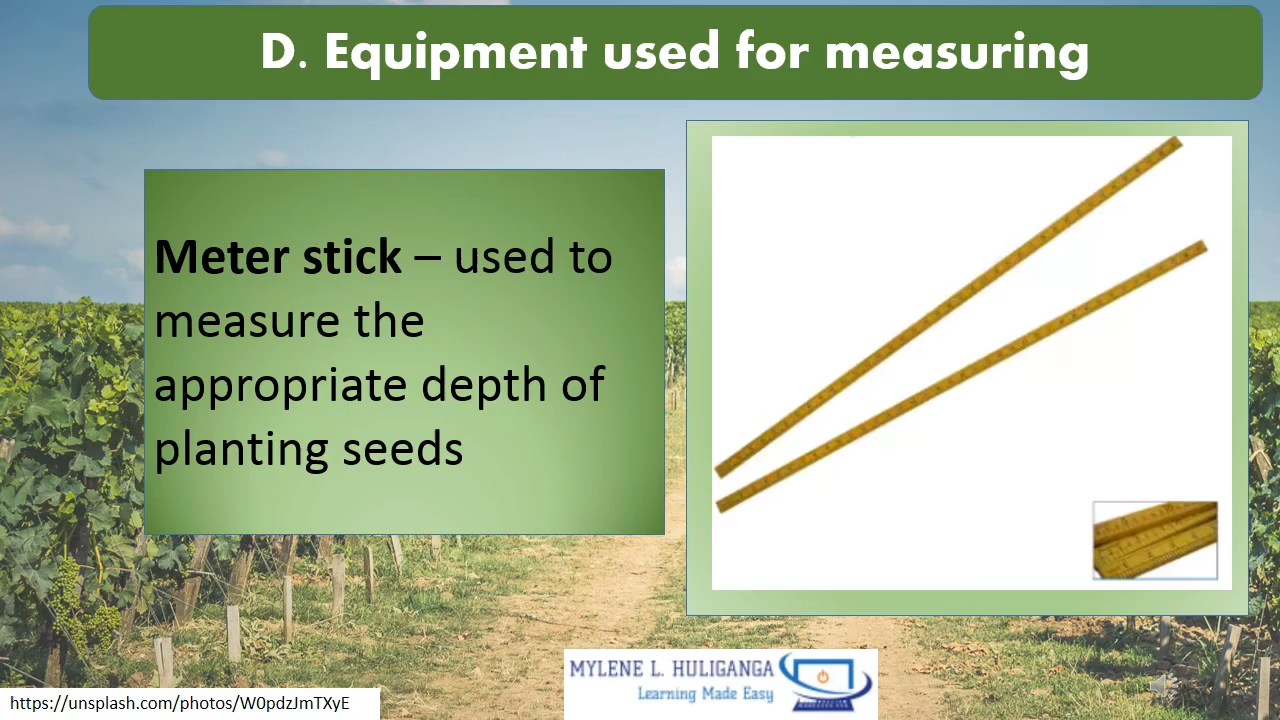 D. Equipment used for measuring
Meter stick – used to
measure the
appropriate depth of
planting seeds
MYLENE L. HULIGANGA
Learning Made Easy
https://unsplash.com/photos/W0pdzJmTXyE